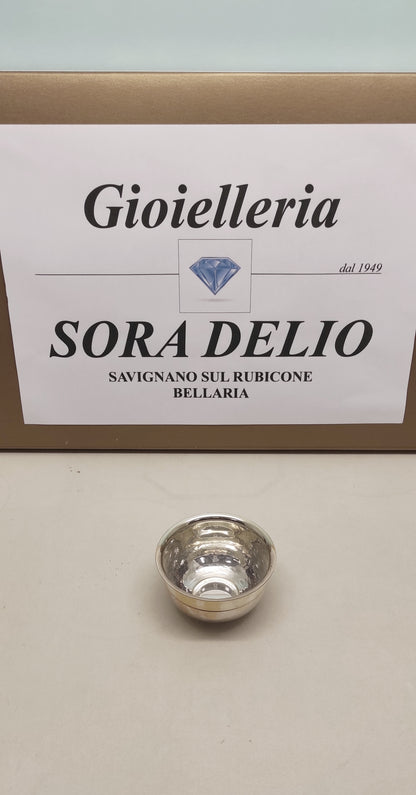 Gioielleria
dal 1949
SORA DELIO
SAVIGNANO SUL RUBICONE
BELLARIA